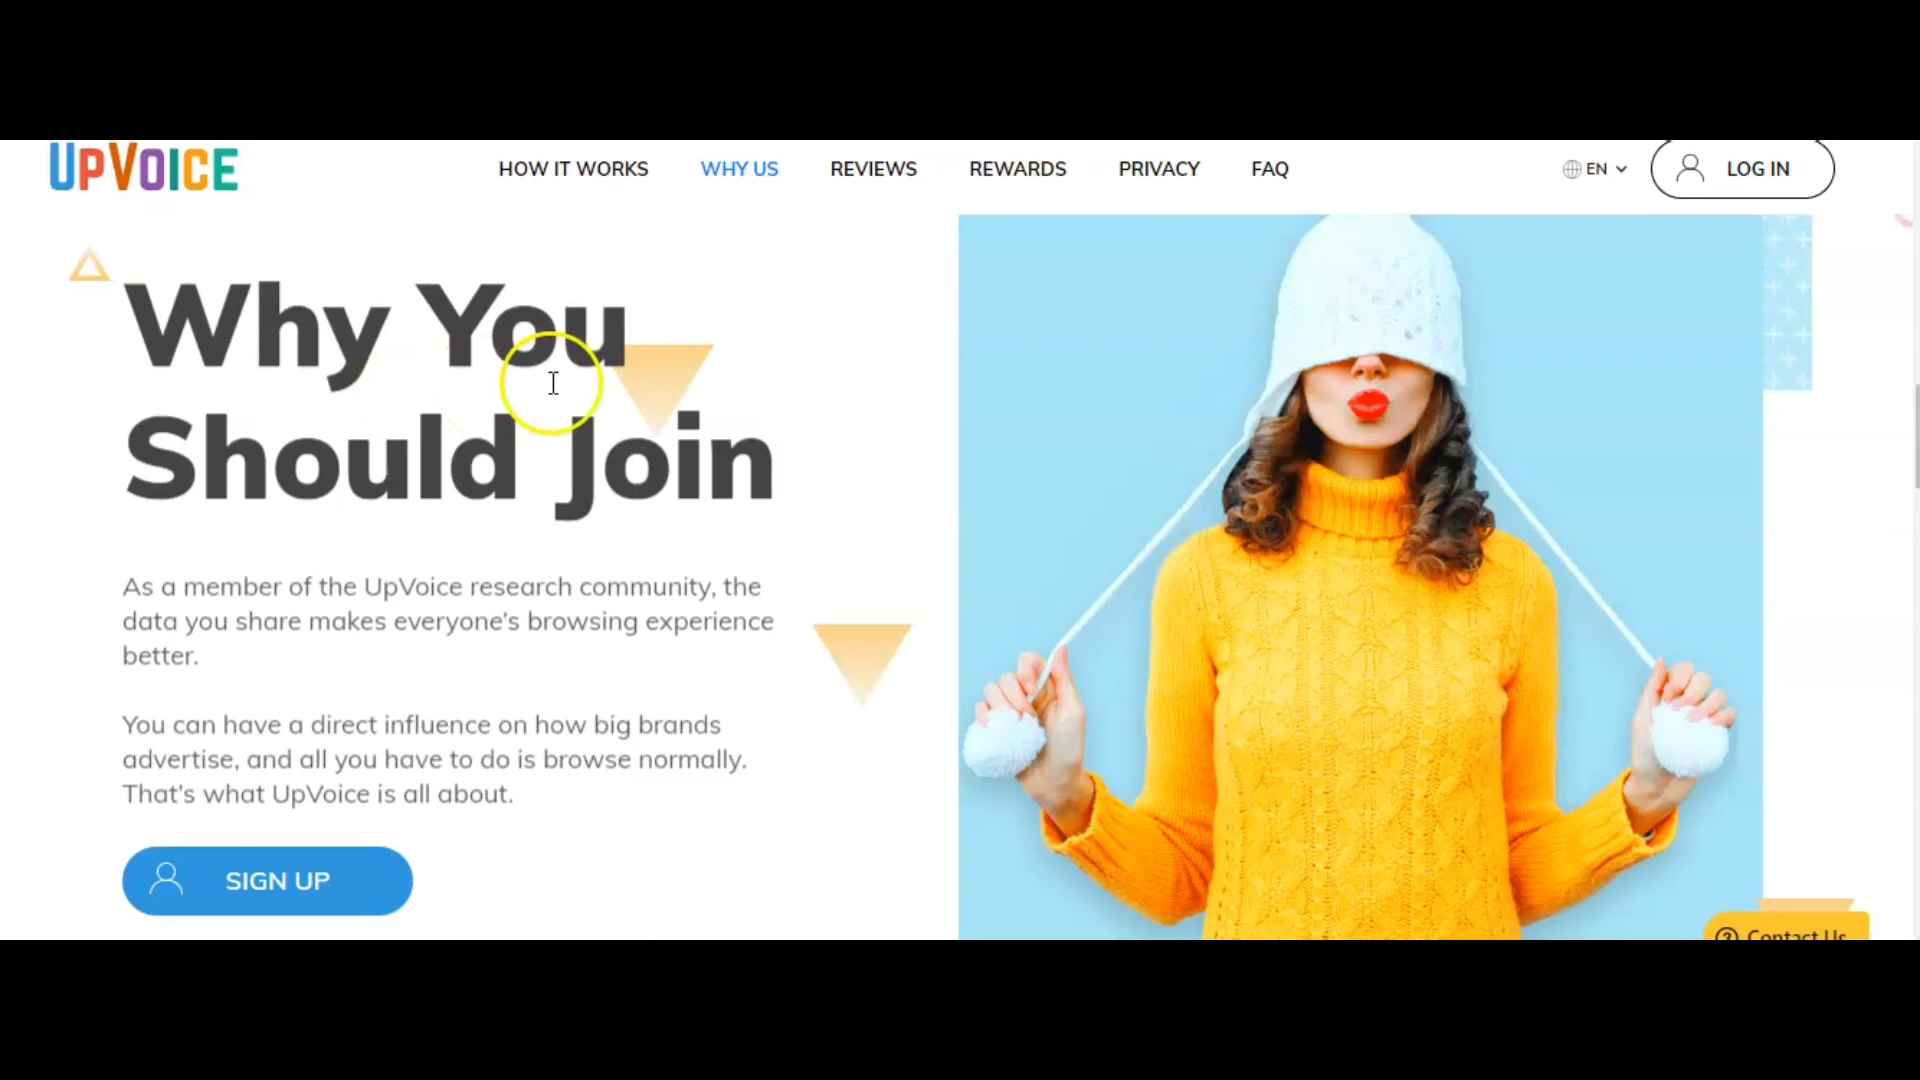 UPVOICE
HOW IT WORKS WHY US REVIEWS REWARDS PRIVACY FAQ EN LOG IN
Why You
Should Join
As a member of the UpVoice research community, the
data you share makes everyone's browsing experience
better.
You can have a direct influence on how big brands
advertise, and all you have to do is browse normally.
That's what UpVoice is all about.
SIGN UP
Contact Us